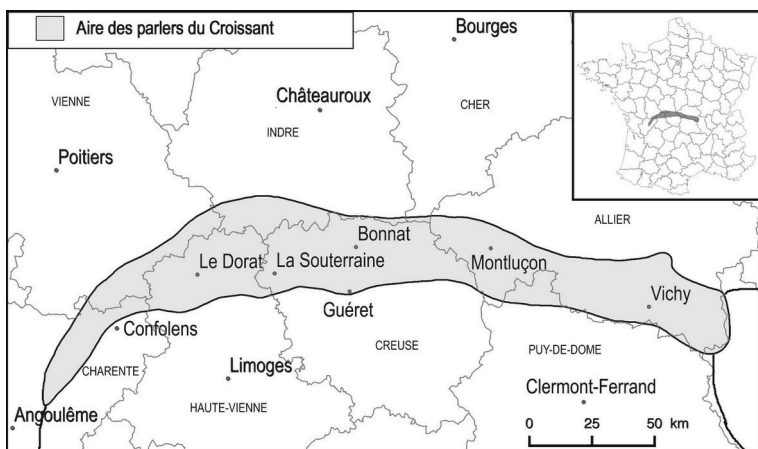 Aire des parlers du Croissant
Bourges
VIENNE
Châteauroux
CHER
INDRE
Poitiers
ALLIER
Bonnat
Le Dorat
La Souterraine
Montluçon
Vichy
Guéret
Confolens
CREUSE
PUY-DE-DOME
CHARENTE
Limoges
Clermont-Ferrand
HAUTE-VIENNE
Angoulême
0 25 50 km